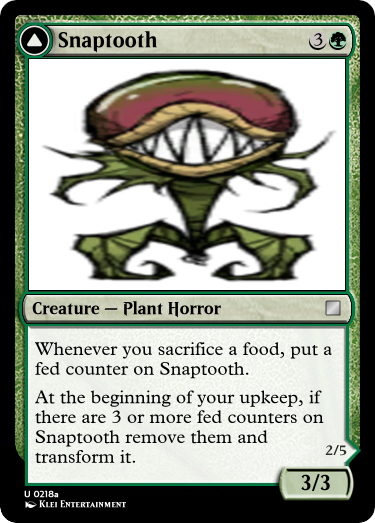 Snaptooth 3
Creature — Plant Horror
Whenever you sacrifice a food, put a
fed counter on Snaptooth.
At the beginning of your upkeep, if
there are 3 or more fed counters on
Snaptooth remove them and
transform it.
2/5
3/3
U 0218a
Klei Entertainment